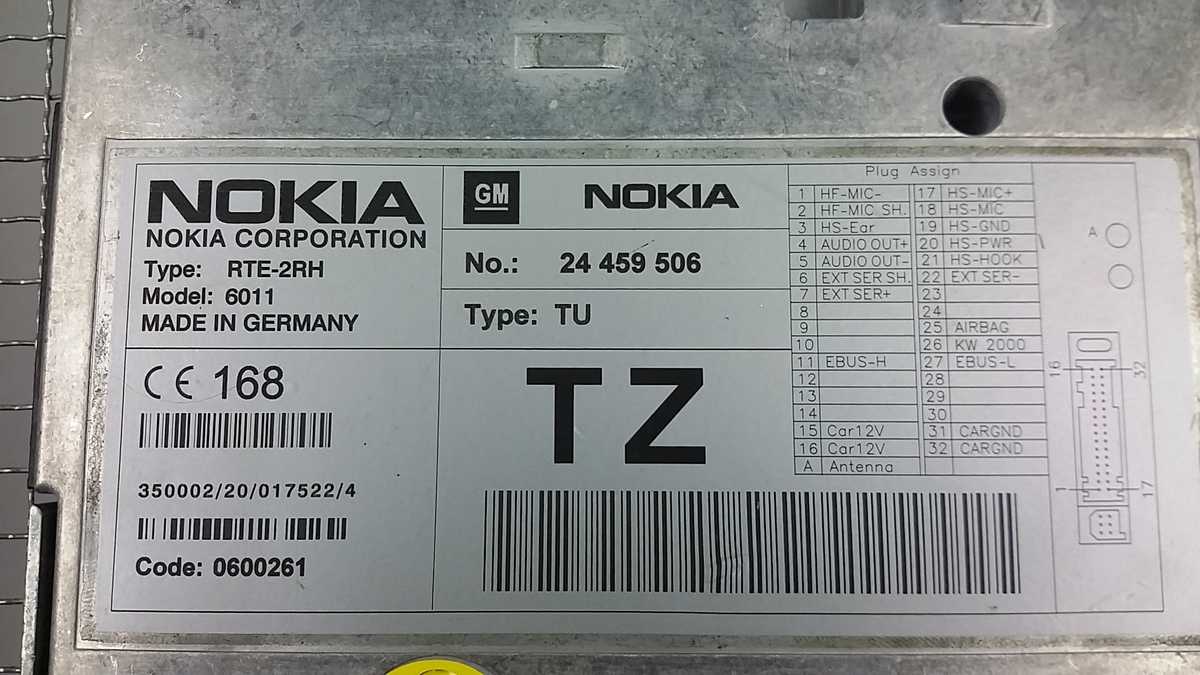 NOKIA
NOKIA CORPORATION
Type: RTE-2RH
Model: 6011
MADE IN GERMANY
CE 168
350002/20/017522/4
Code: 0600261
GM NOKIA
No.: 24 459 506
Type: TU
TZ
Plug Assign
1 HF-MIC- 17 HS-MIC+
2 HF-MIC SH. 18 HS-MIC
3 HS-Ear 19 HS-GND
4 AUDIO OUT+ 20 HS-PWR
5 AUDIO OUT- 21 HS-HOOK
6 EXT SER SH. 22 EXT SER-
7 EXT SER+ 23
8 24
9 25 AIRBAG
10 26 KW 2000
11 EBUS-H 27 EBUS-L
12 28
13 29
14 30
15 Car12V 31 CARGND
16 Car12V 32 CARGND
A Antenna
A
16 32
1 17